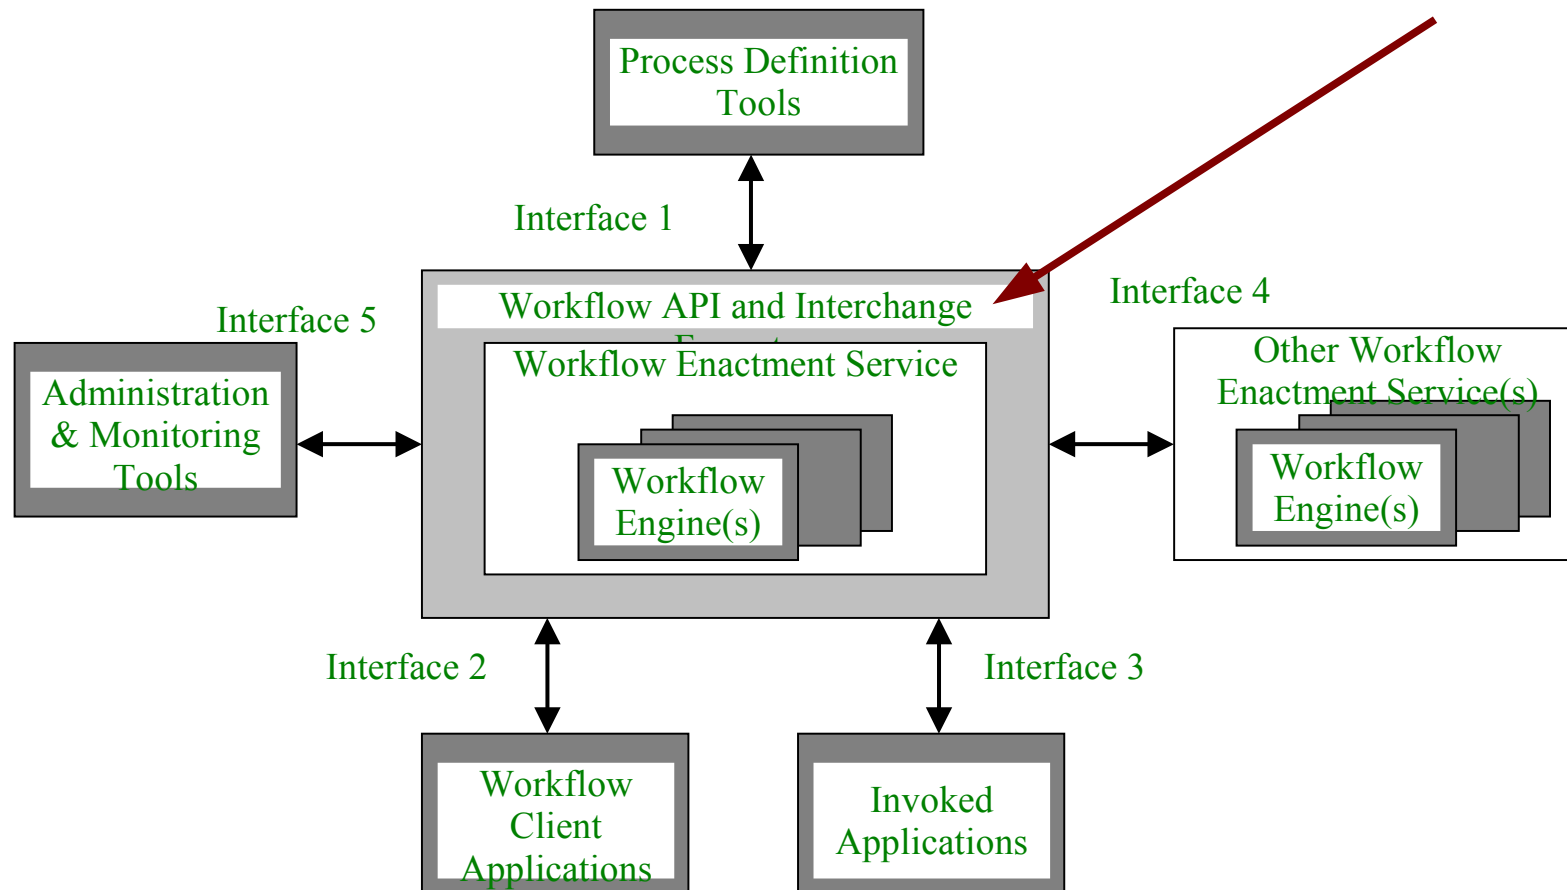 Process Definition
Tools
Interface 1
Workflow API and Interchange
Interface 4
Interface 5
Workflow Enactment Service
Other Workflow
Enactment Service(s)
Administration
& Monitoring
Tools
Workflow
Engine(s)
Workflow
Engine(s)
Interface 2
Interface 3
Workflow
Client
Applications
Invoked
Applications